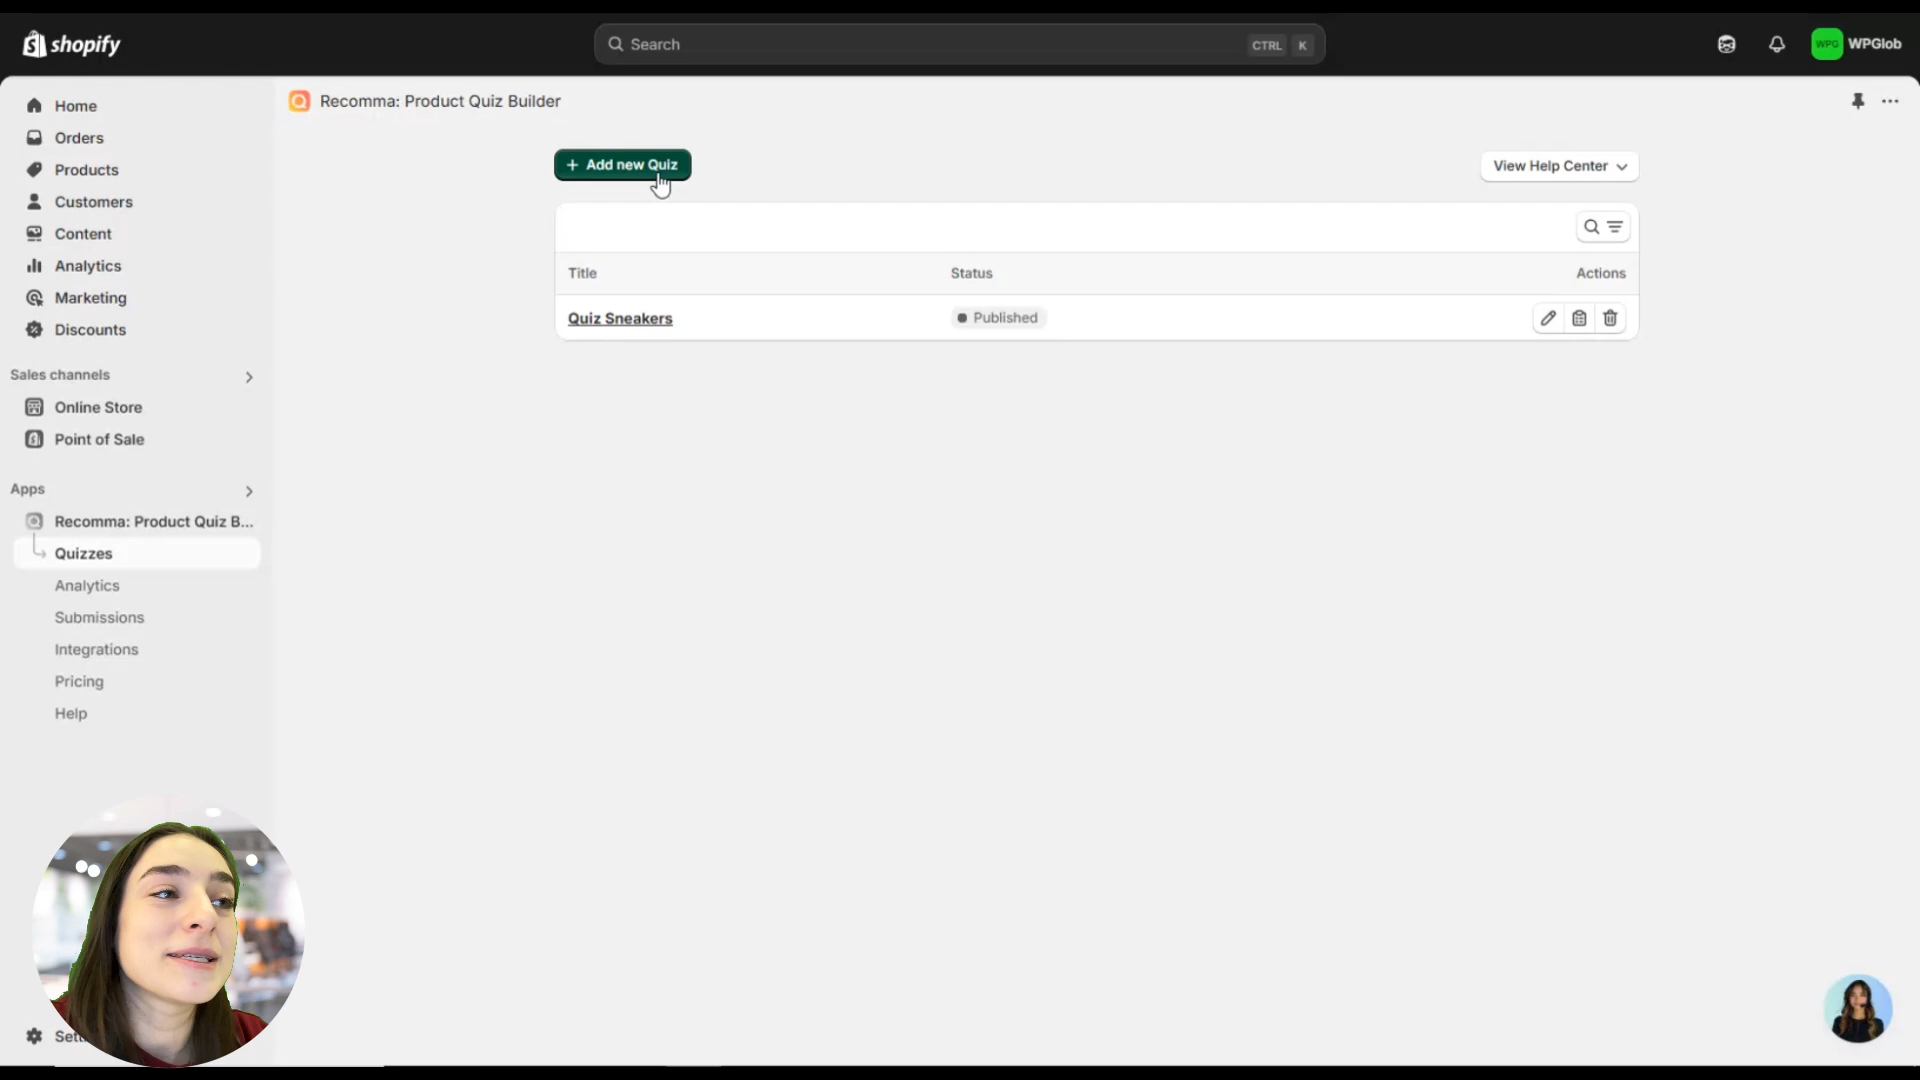 shopify
Search
CTRL K
WPG
WPGlob
Home
Orders
Products
Customers
Content
Analytics
Marketing
Discounts
Sales channels
Online Store
Point of Sale
Apps
Recomma: Product Quiz B...
Quizzes
Analytics
Submissions
Integrations
Pricing
Help
Recomma: Product Quiz Builder
+ Add new Quiz
View Help Center
Title Status Actions
Quiz Sneakers Published